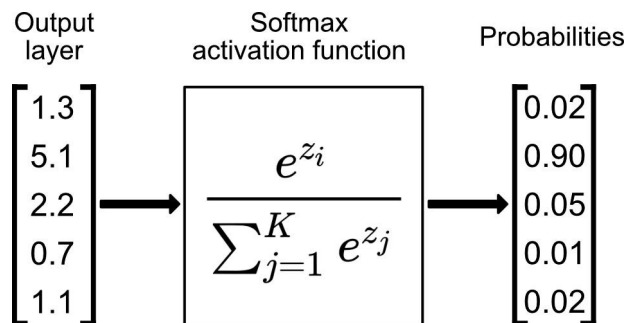 Output
layer
1.3
5.1
2.2
0.7
1.1
Softmax
activation function
e^{z_i}
∑_{j=1}^{K} e^{z_j}
Probabilities
0.02
0.90
0.05
0.01
0.02